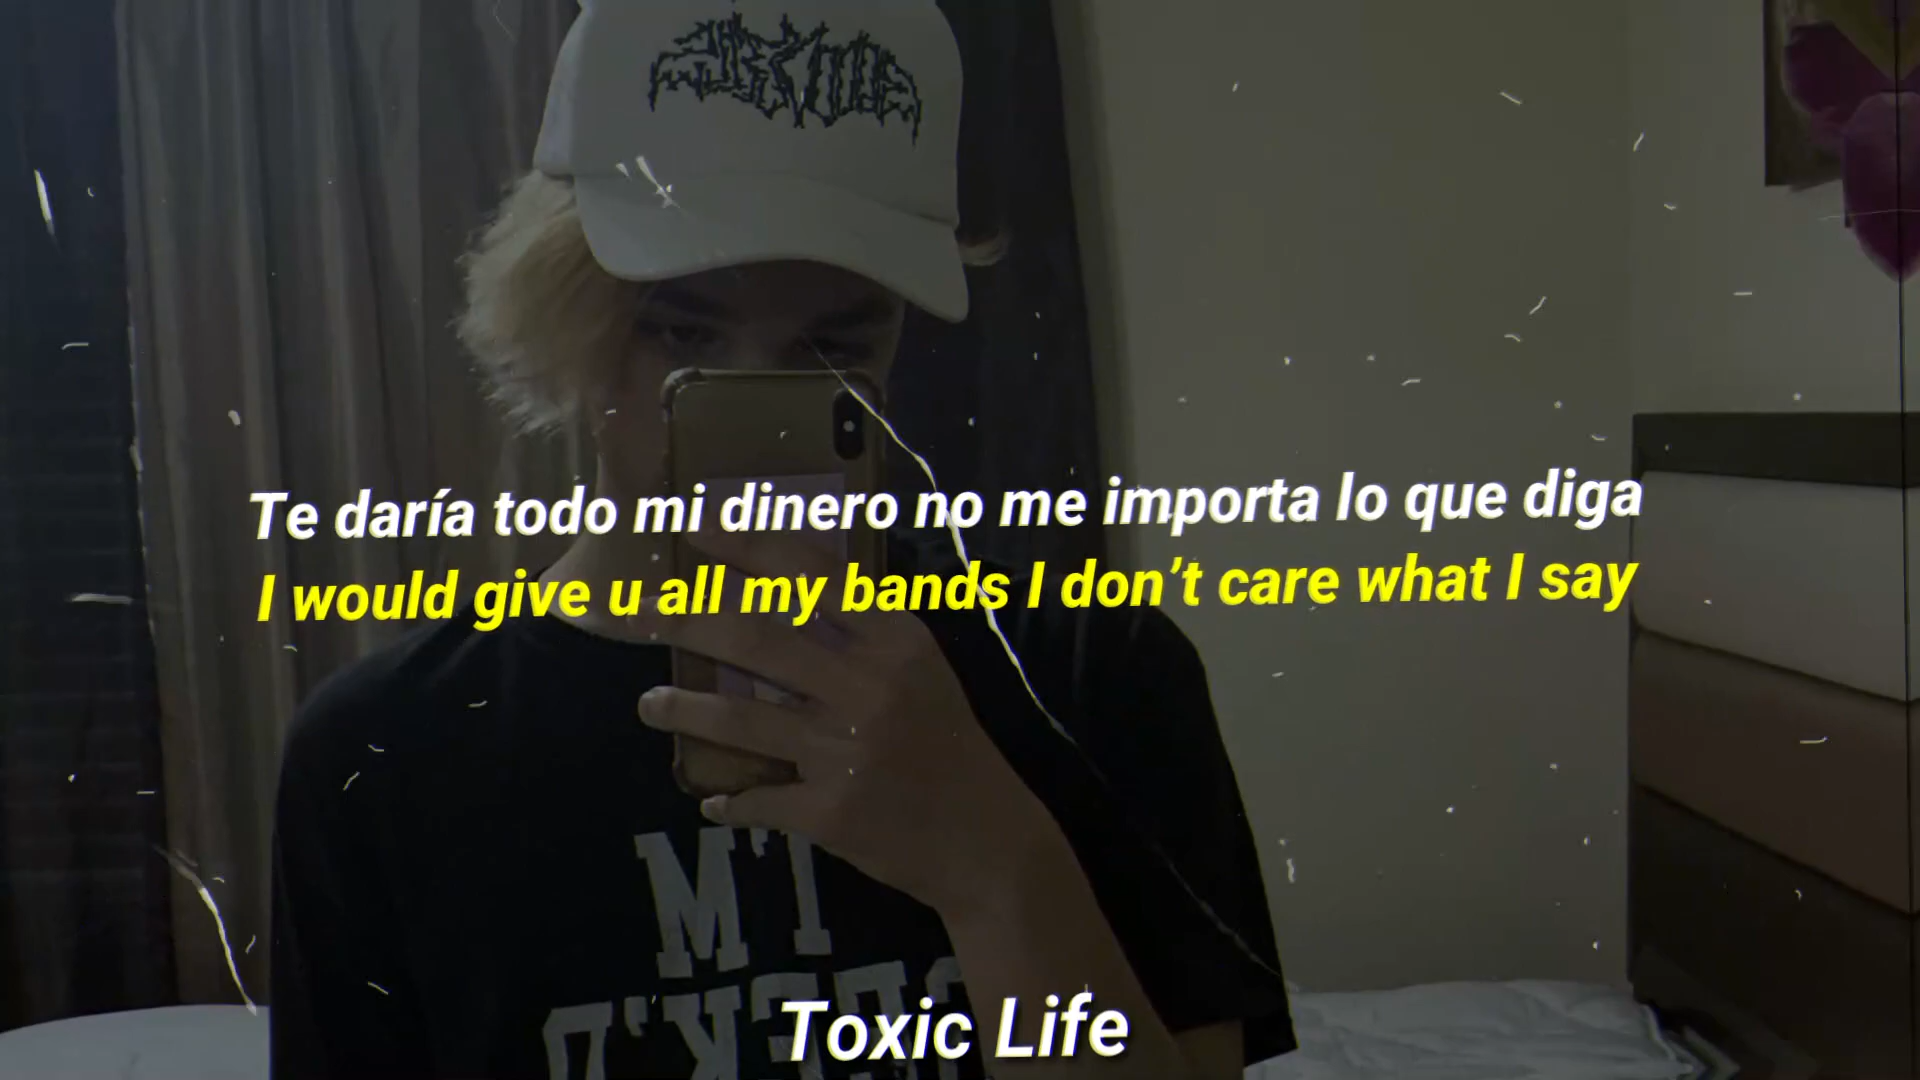 Te daría todo mi dinero no me importa lo que diga
I would give u all my bands I don’t care what I say
Toxic Life